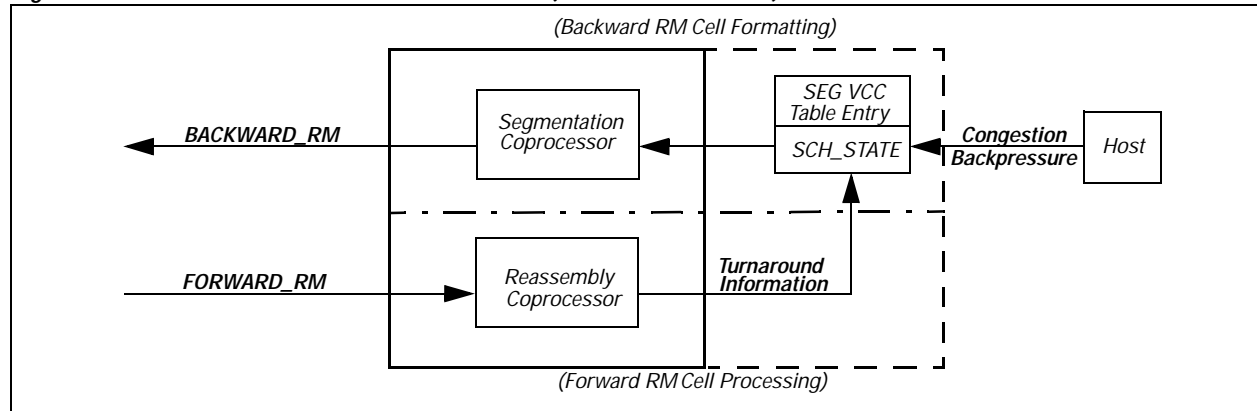 (Backward RM Cell Formatting)
SEG VCC
Table Entry
SCH_STATE
Segmentation
Coprocessor
BACKWARD_RM
Congestion
Backpressure
Host
FORWARD_RM
Reassembly
Coprocessor
Turnaround
Information
(Forward RM Cell Processing)